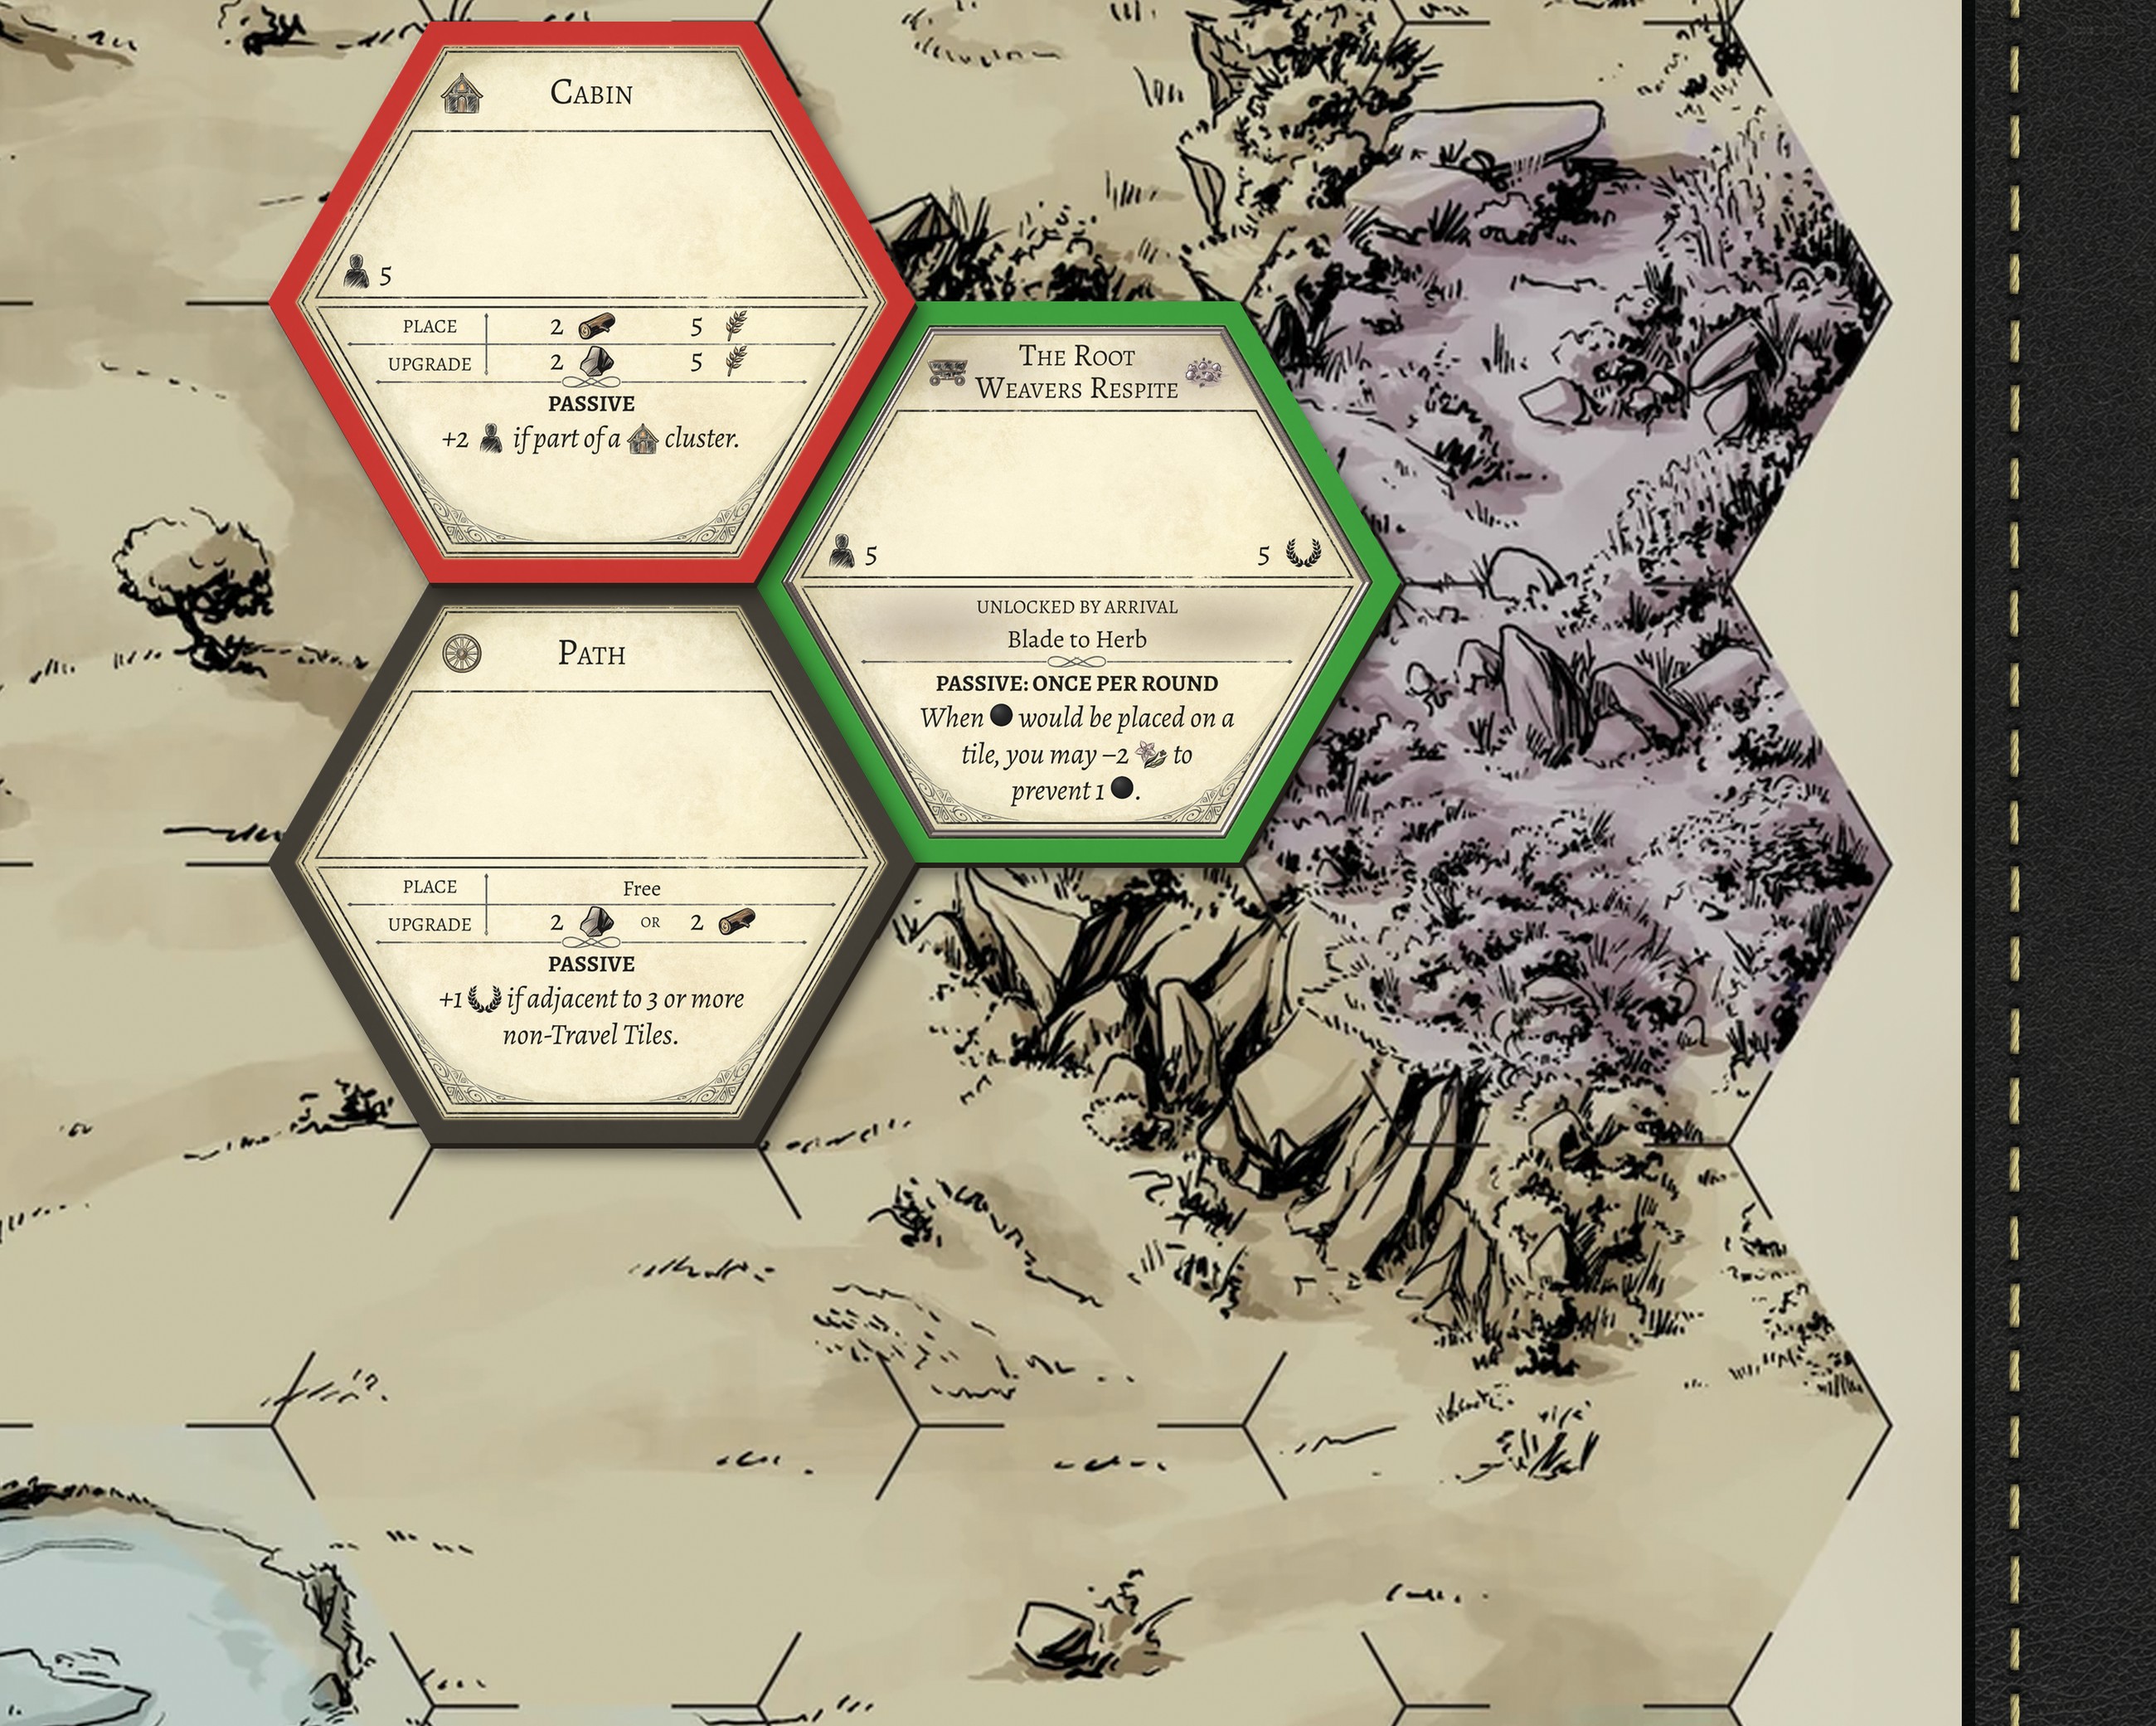 Cabin
5
PLACE 2 5
UPGRADE 2 5
PASSIVE
+2 if part of a cluster.
The Root
Weavers Respite
5 5
UNLOCKED BY ARRIVAL
Blade to Herb
PASSIVE: ONCE PER ROUND
When would be placed on a
tile, you may –2 to
prevent 1 .
Path
PLACE Free
UPGRADE 2 OR 2
PASSIVE
+1 if adjacent to 3 or more
non-Travel Tiles.